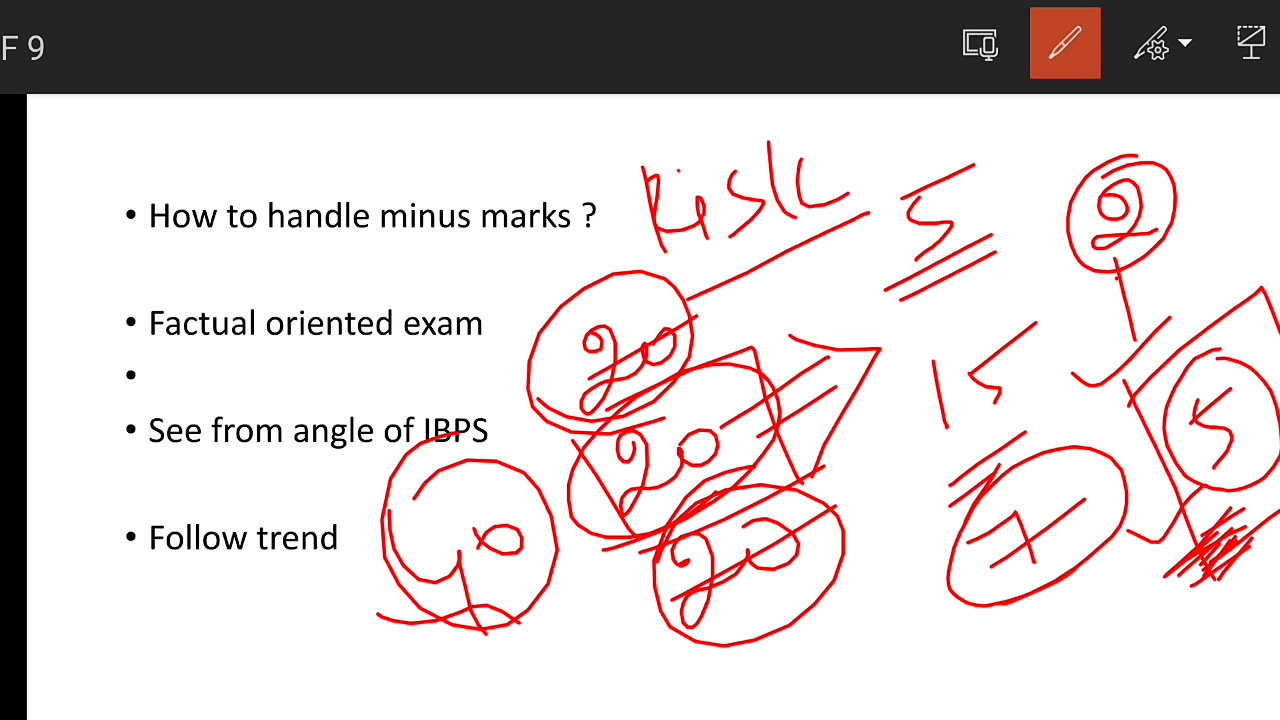 F 9
• How to handle minus marks ? Risk 5 2
• Factual oriented exam 20
•
15
• See from angle of IBPS 20 5
• Follow trend 40 20 7